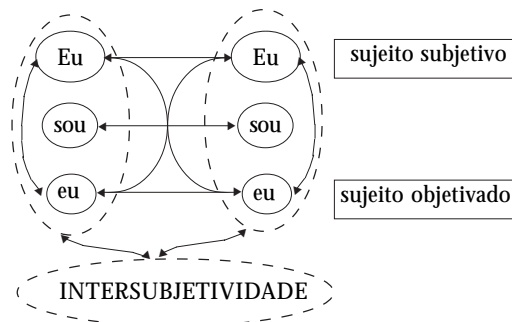 Eu Eu sujeito subjetivo
sou sou
eu eu sujeito objetivado
INTERSUBJETIVIDADE